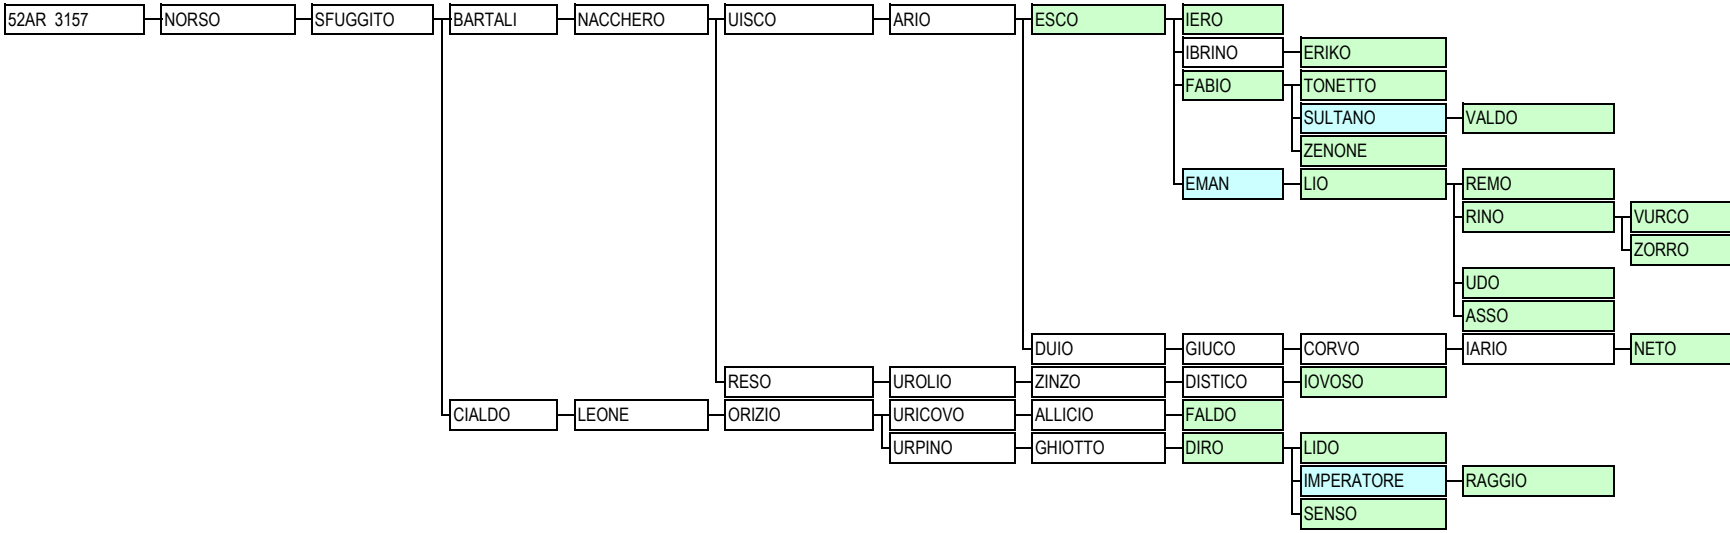 52AR 3157 NORSO SFUGGITO BARTALI NACCHERO UISCO ARIO ESCO IERO
IBRINO ERIKO
FABIO TONETTO
SULTANO VALDO
ZENONE
EMAN LIO REMO
RINO VURCO
ZORRO
UDO
ASSO
DUIO GIUCO CORVO IARIO NETO
RESO UROLIO ZINZO DISTICO IOVOSO
CIALDO LEONE ORIZIO URICOVO ALLICIO FALDO
URPINO GHIOTTO DIRO LIDO
IMPERATORE RAGGIO
SENSO